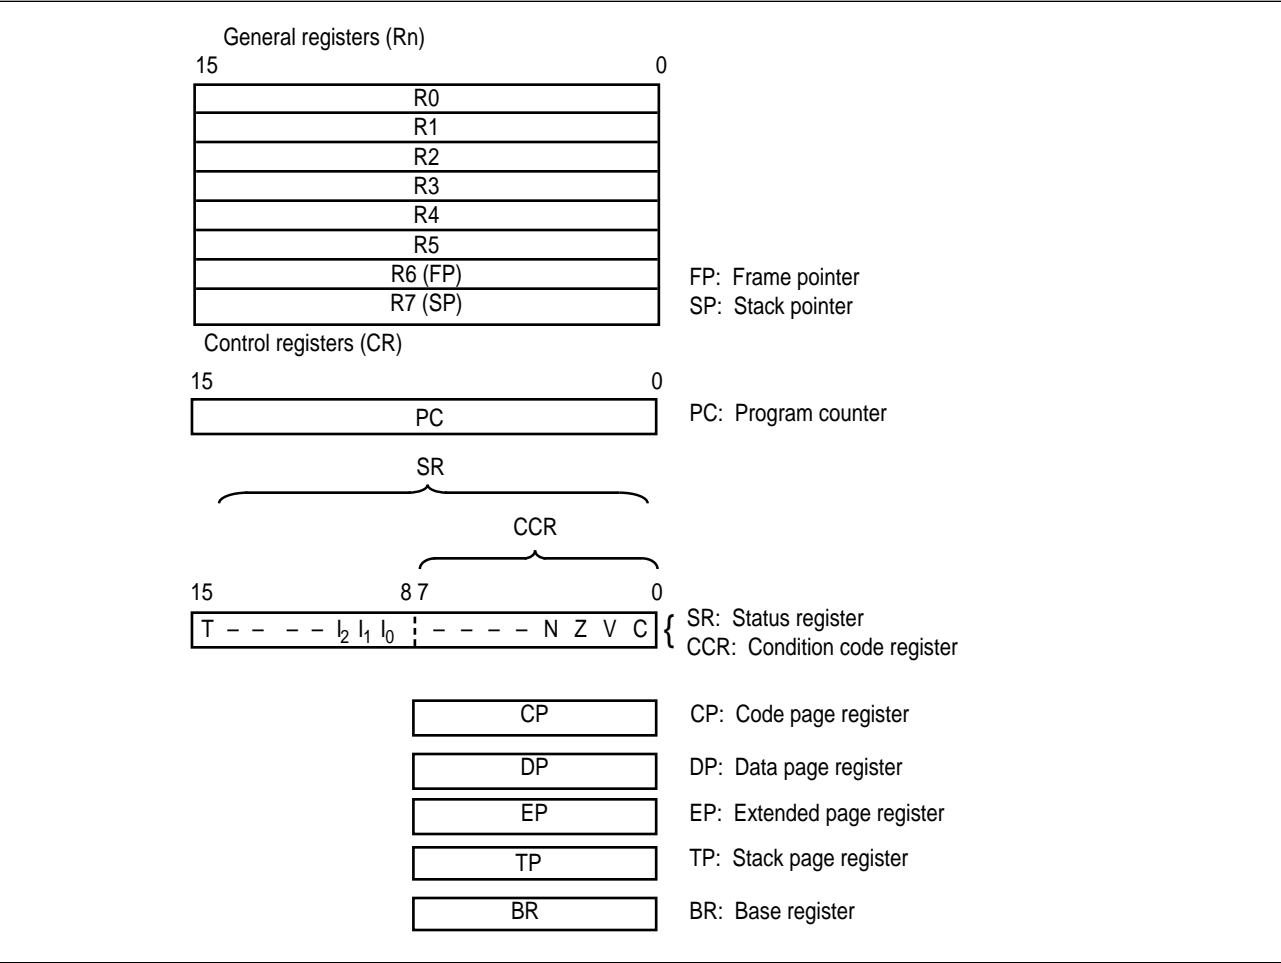 General registers (Rn)
15 0
R0
R1
R2
R3
R4
R5
R6 (FP)
R7 (SP)
FP: Frame pointer
SP: Stack pointer
Control registers (CR)
15 0
PC
PC: Program counter
SR
CCR
15 8 7 0
T – – – – I2 I1 I0 – – – – N Z V C
SR: Status register
CCR: Condition code register
CP
CP: Code page register
DP
DP: Data page register
EP
EP: Extended page register
TP
TP: Stack page register
BR
BR: Base register